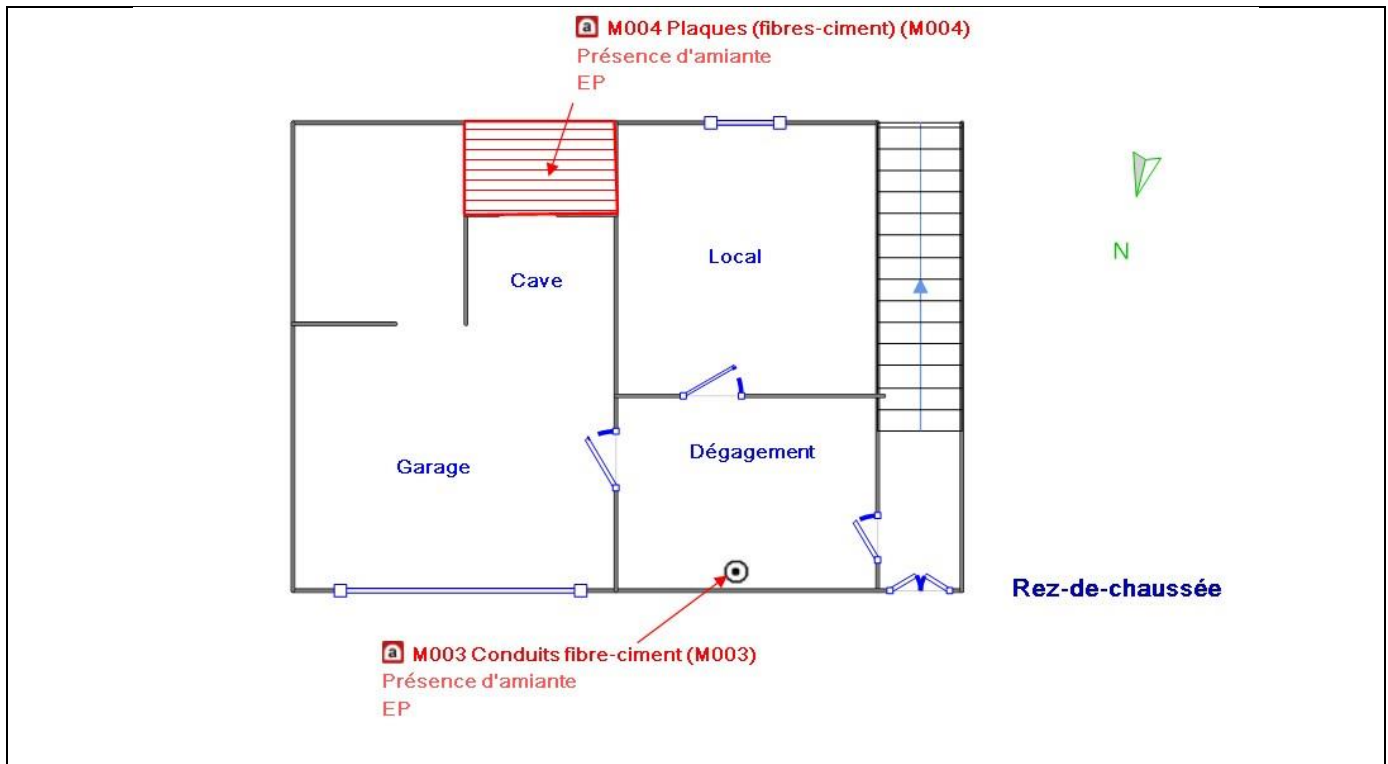 a M004 Plaques (fibres-ciment) (M004)
Présence d'amiante
EP
Local
N
Cave
Dégagement
Garage
Rez-de-chaussée
a M003 Conduits fibre-ciment (M003)
Présence d'amiante
EP